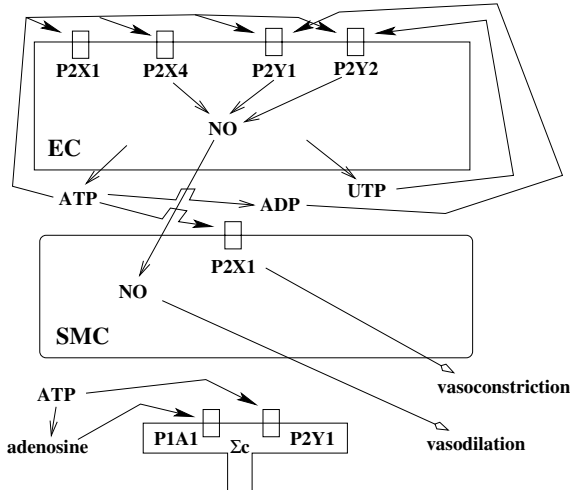 P2X1 P2X4 P2Y1 P2Y2
NO
EC
UTP
ATP ADP
P2X1
NO
SMC
vasoconstriction
ATP
P1A1 Σc P2Y1
adenosine vasodilation